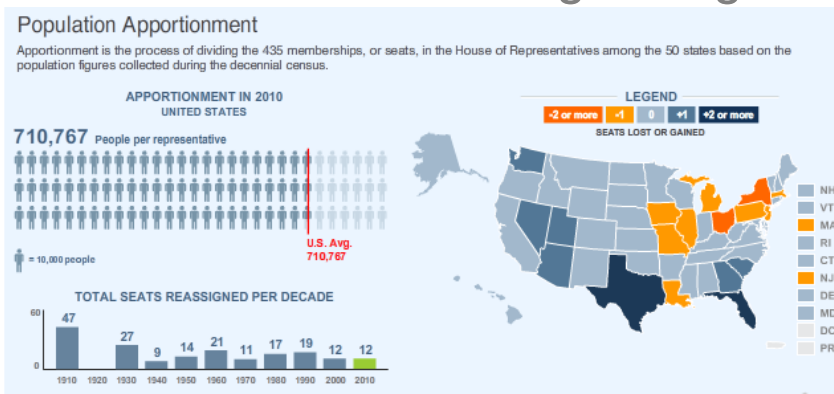 Population Apportionment
Apportionment is the process of dividing the 435 memberships, or seats, in the House of Representatives among the 50 states based on the
population figures collected during the decennial census.
APPORTIONMENT IN 2010
UNITED STATES
710,767 People per representative
U.S. Avg.
710,767
= 10,000 people
TOTAL SEATS REASSIGNED PER DECADE
60
0
47 27 9 14 21 11 17 19 12 12
1910 1920 1930 1940 1950 1960 1970 1980 1990 2000 2010
LEGEND
-2 or more -1 0 +1 +2 or more
SEATS LOST OR GAINED
NH
VT
MA
RI
CT
NJ
DE
MD
DC
PR